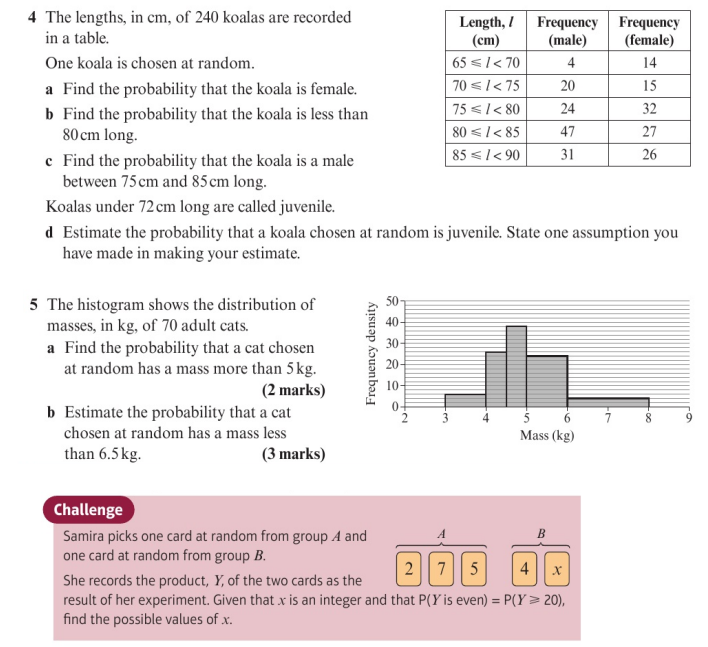 4 The lengths, in cm, of 240 koalas are recorded
in a table.
One koala is chosen at random.
a Find the probability that the koala is female.
b Find the probability that the koala is less than
80 cm long.
c Find the probability that the koala is a male
between 75 cm and 85 cm long.
Koalas under 72 cm long are called juvenile.
d Estimate the probability that a koala chosen at random is juvenile. State one assumption you
have made in making your estimate.
Length, l (cm) Frequency (male) Frequency (female)
65 ⩽ l < 70 4 14
70 ⩽ l < 75 20 15
75 ⩽ l < 80 24 32
80 ⩽ l < 85 47 27
85 ⩽ l < 90 31 26
5 The histogram shows the distribution of
masses, in kg, of 70 adult cats.
a Find the probability that a cat chosen
at random has a mass more than 5 kg.
(2 marks)
b Estimate the probability that a cat
chosen at random has a mass less
than 6.5 kg. (3 marks)
Frequency density
50
40
30
20
10
0
2 3 4 5 6 7 8 9
Mass (kg)
Challenge
Samira picks one card at random from group A and
one card at random from group B.
She records the product, Y, of the two cards as the
result of her experiment. Given that x is an integer and that P(Y is even) = P(Y ⩾ 20),
find the possible values of x.
A B
2 7 5 4 x